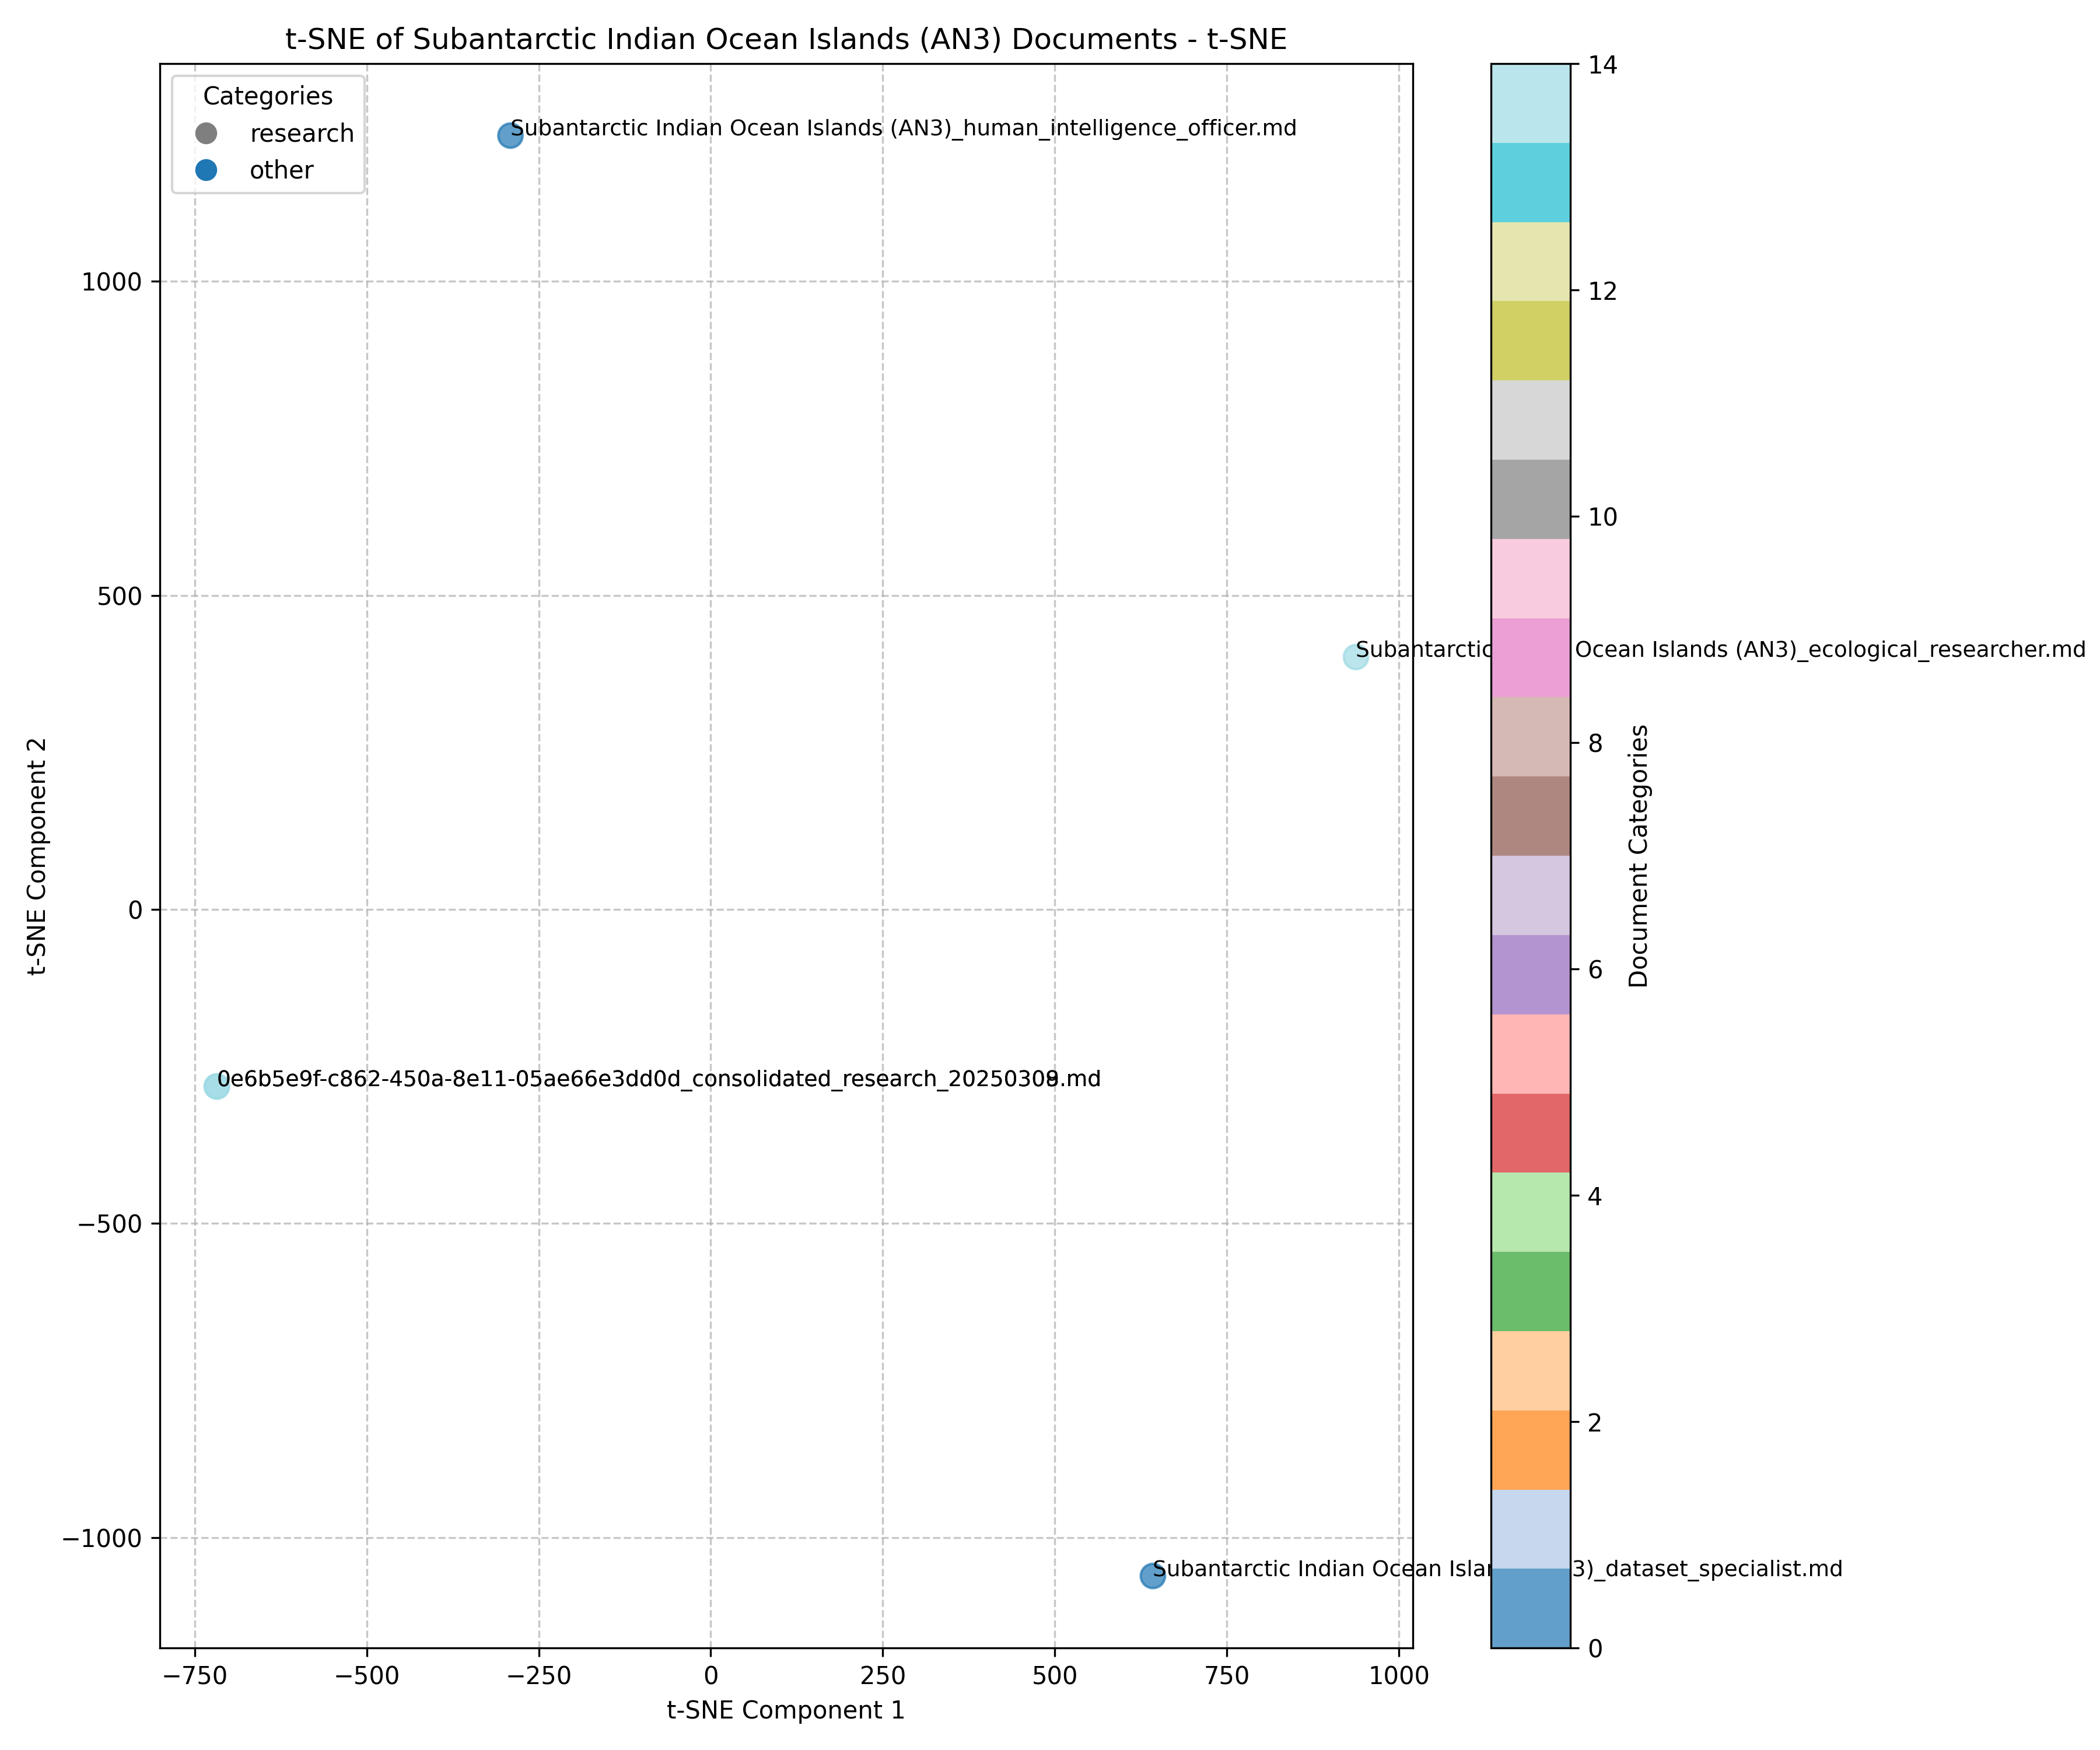 t-SNE of Subantarctic Indian Ocean Islands (AN3) Documents - t-SNE
Categories
research
other
Subantarctic Indian Ocean Islands (AN3)_human_intelligence_officer.md
Subantarctic Ocean Islands (AN3)_ecological_researcher.md
0e6b5e9f-c862-450a-8e11-05ae66e3dd0d_consolidated_research_
Subantarctic Indian Ocean 3)_dataset_specialist.md
1000
500
0
−500
−1000
t-SNE Component 2
−750
−500
−250
0
250
500
750
1000
t-SNE Component 1
14
12
10
8
6
4
2
0
Document Categories